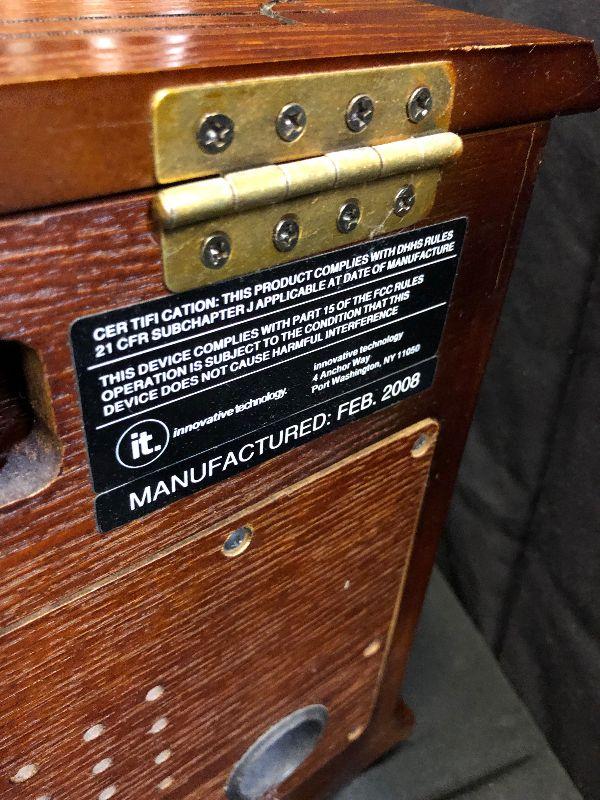 CER TIFI CATION: THIS PRODUCT COMPLIES WITH DHHS RULES
21 CFR SUBCHAPTER J APPLICABLE AT DATE OF MANUFACTURE
THIS DEVICE COMPLIES WITH PART 15 OF THE FCC RULES
OPERATION IS SUBJECT TO THE CONDITION THAT THIS
DEVICE DOES NOT CAUSE HARMFUL INTERFERENCE
it. innovative technology.
innovative technology
4 Anchor Way
Port Washington, NY 11050
MANUFACTURED: FEB. 2008